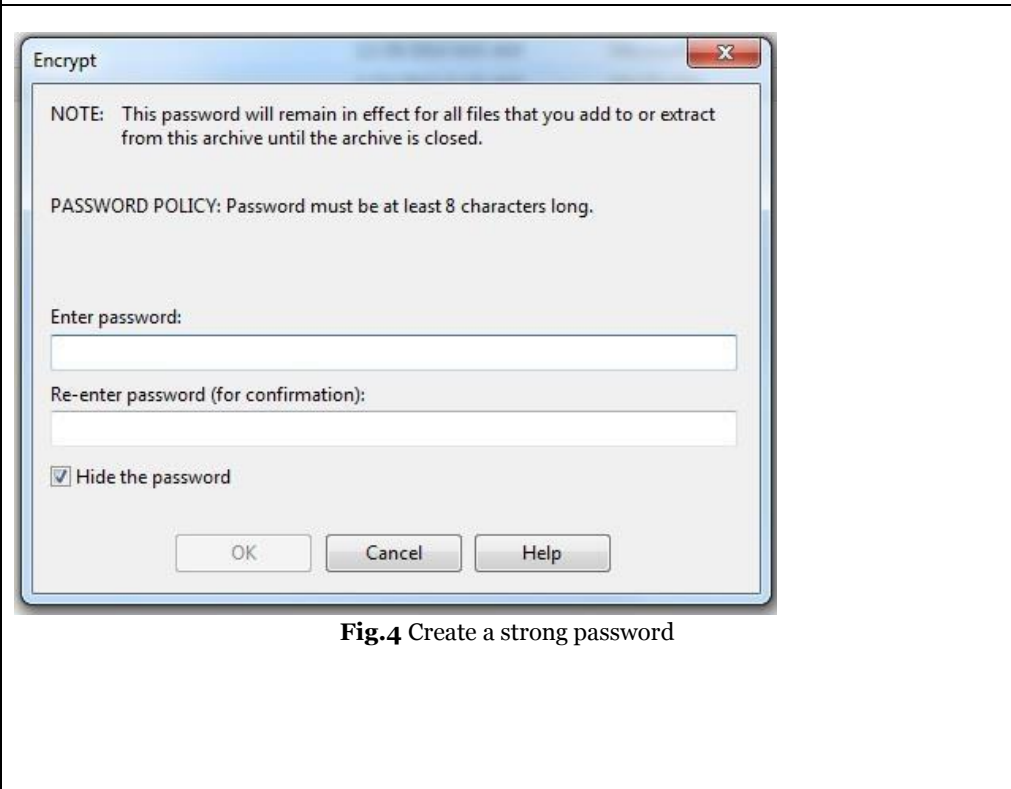 Encrypt
NOTE: This password will remain in effect for all files that you add to or extract
from this archive until the archive is closed.
PASSWORD POLICY: Password must be at least 8 characters long.
Enter password:
Re-enter password (for confirmation):
Hide the password
OK Cancel Help
Fig.4 Create a strong password